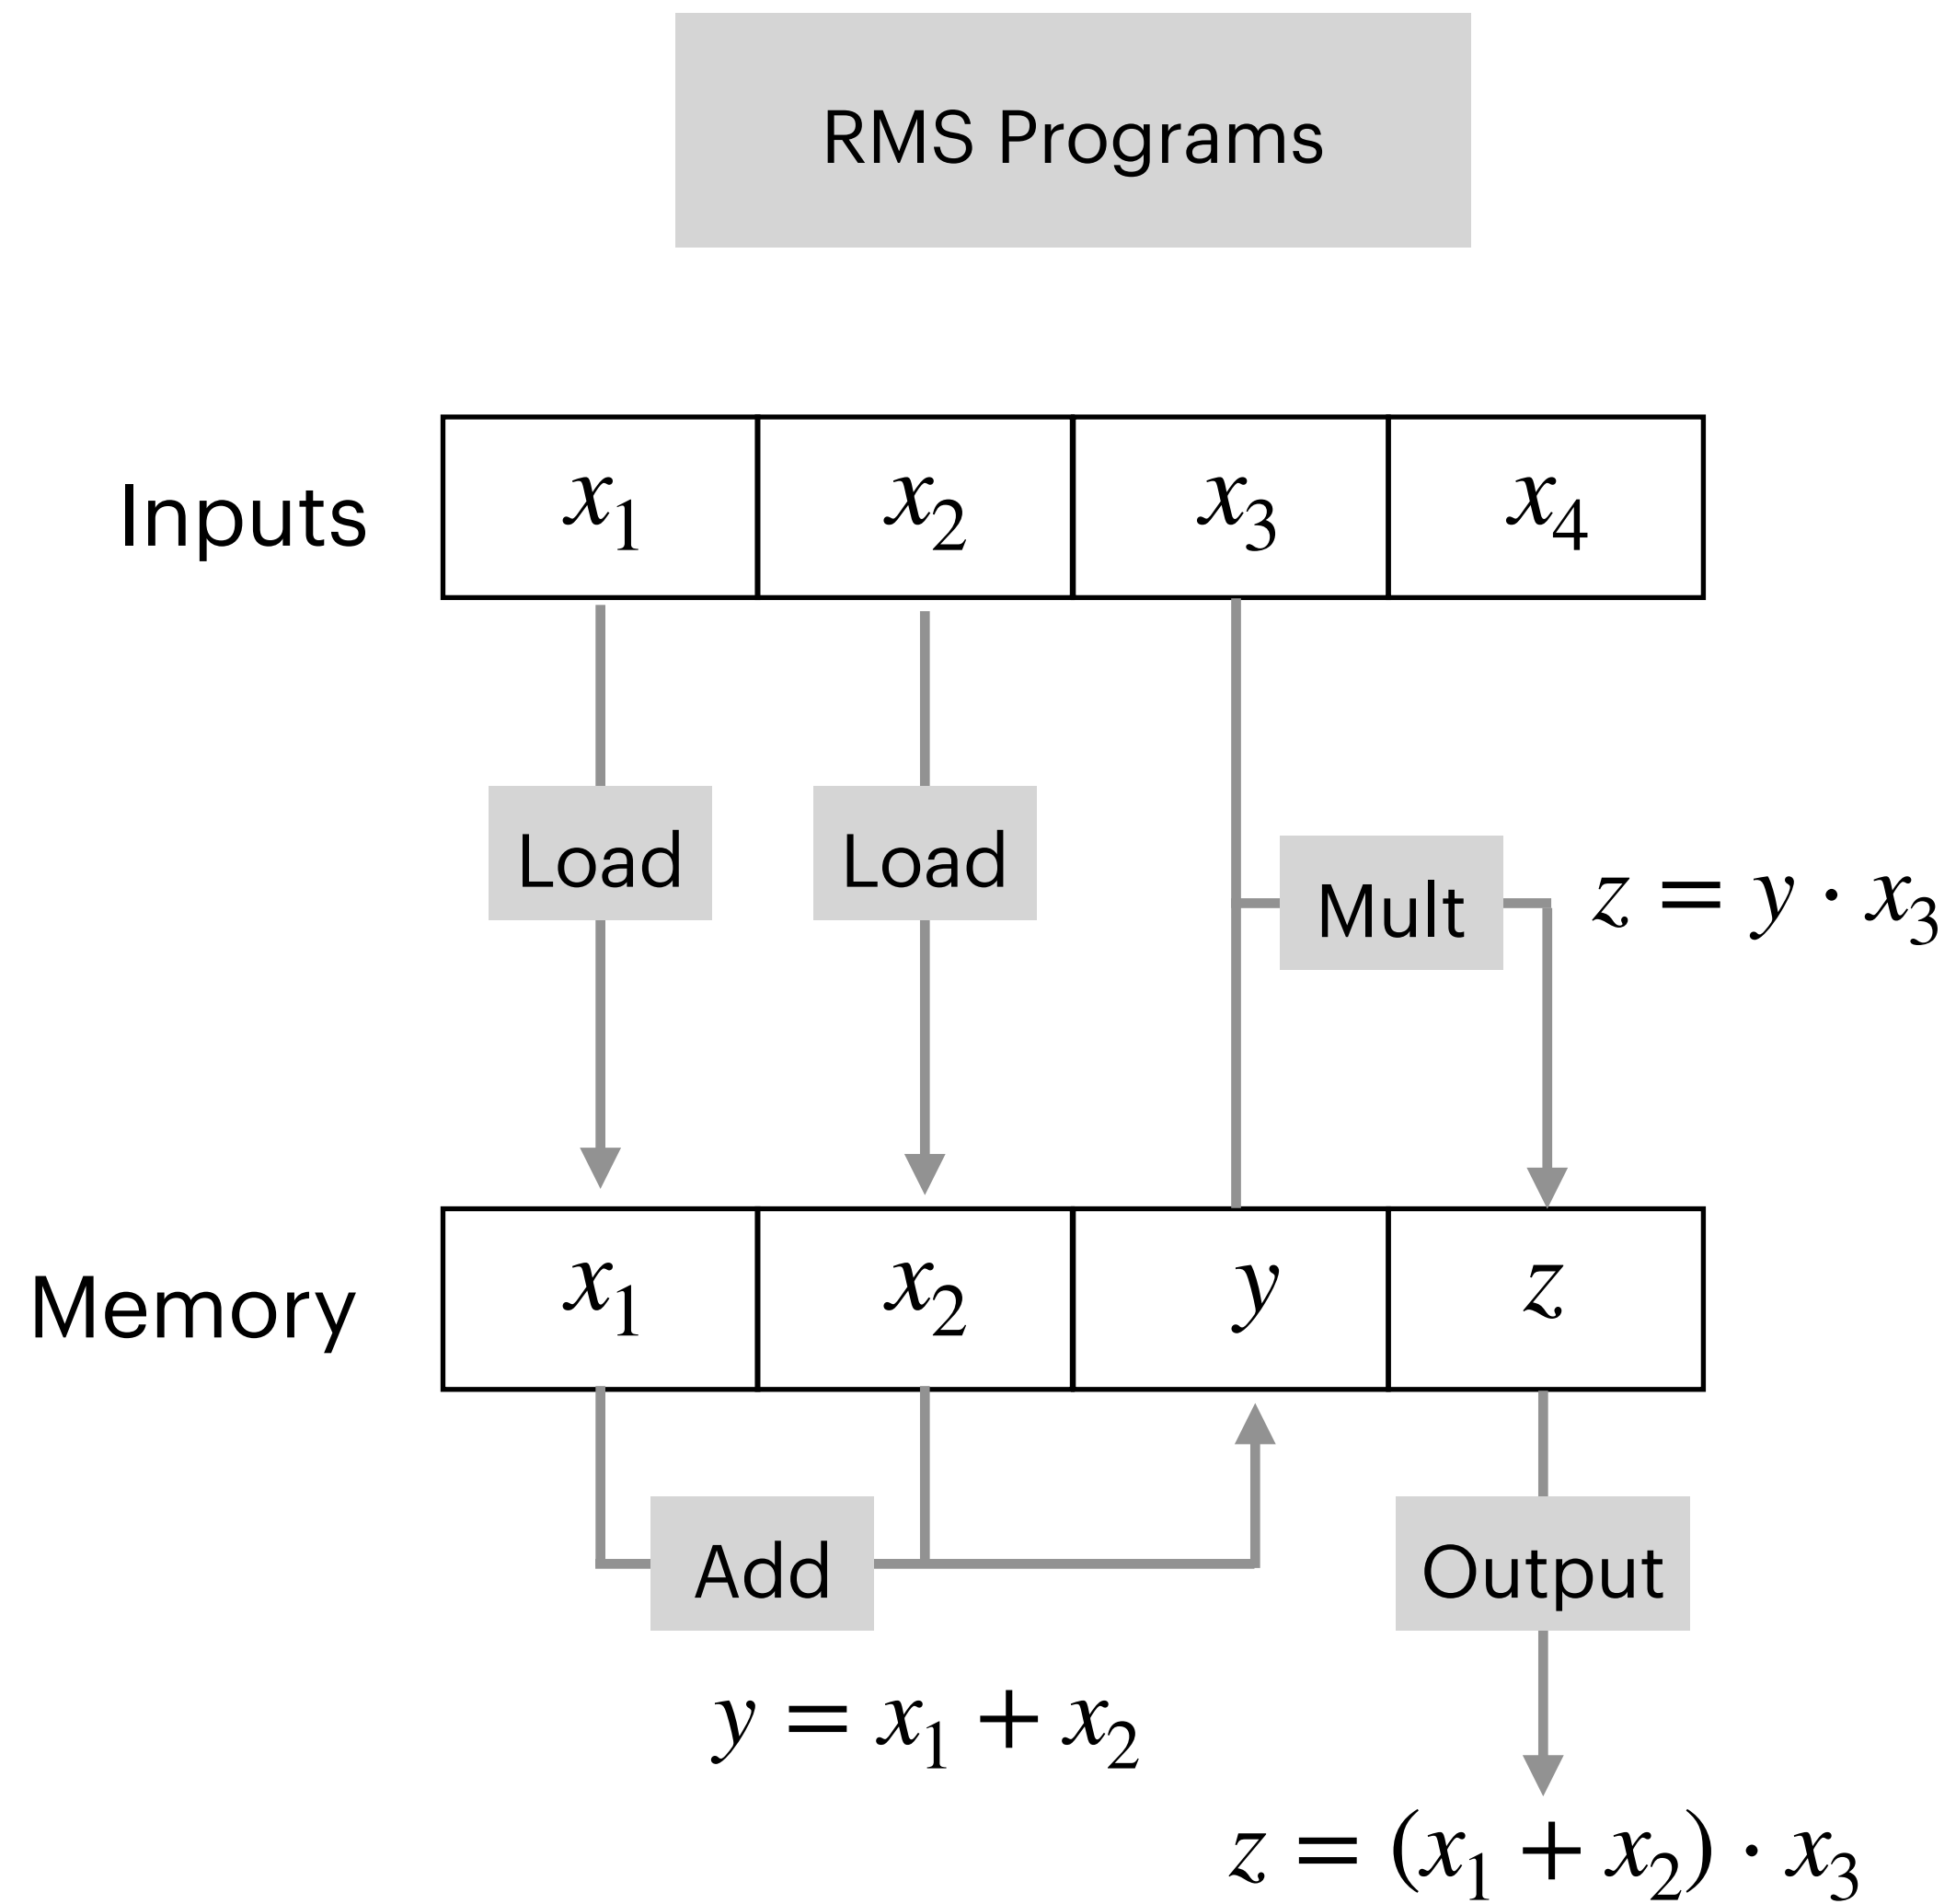 RMS Programs
Inputs x₁ x₂ x₃ x₄
Load Load Mult z = y · x₃
Memory x₁ x₂ y z
Add Output
y = x₁ + x₂
z = (x₁ + x₂) · x₃